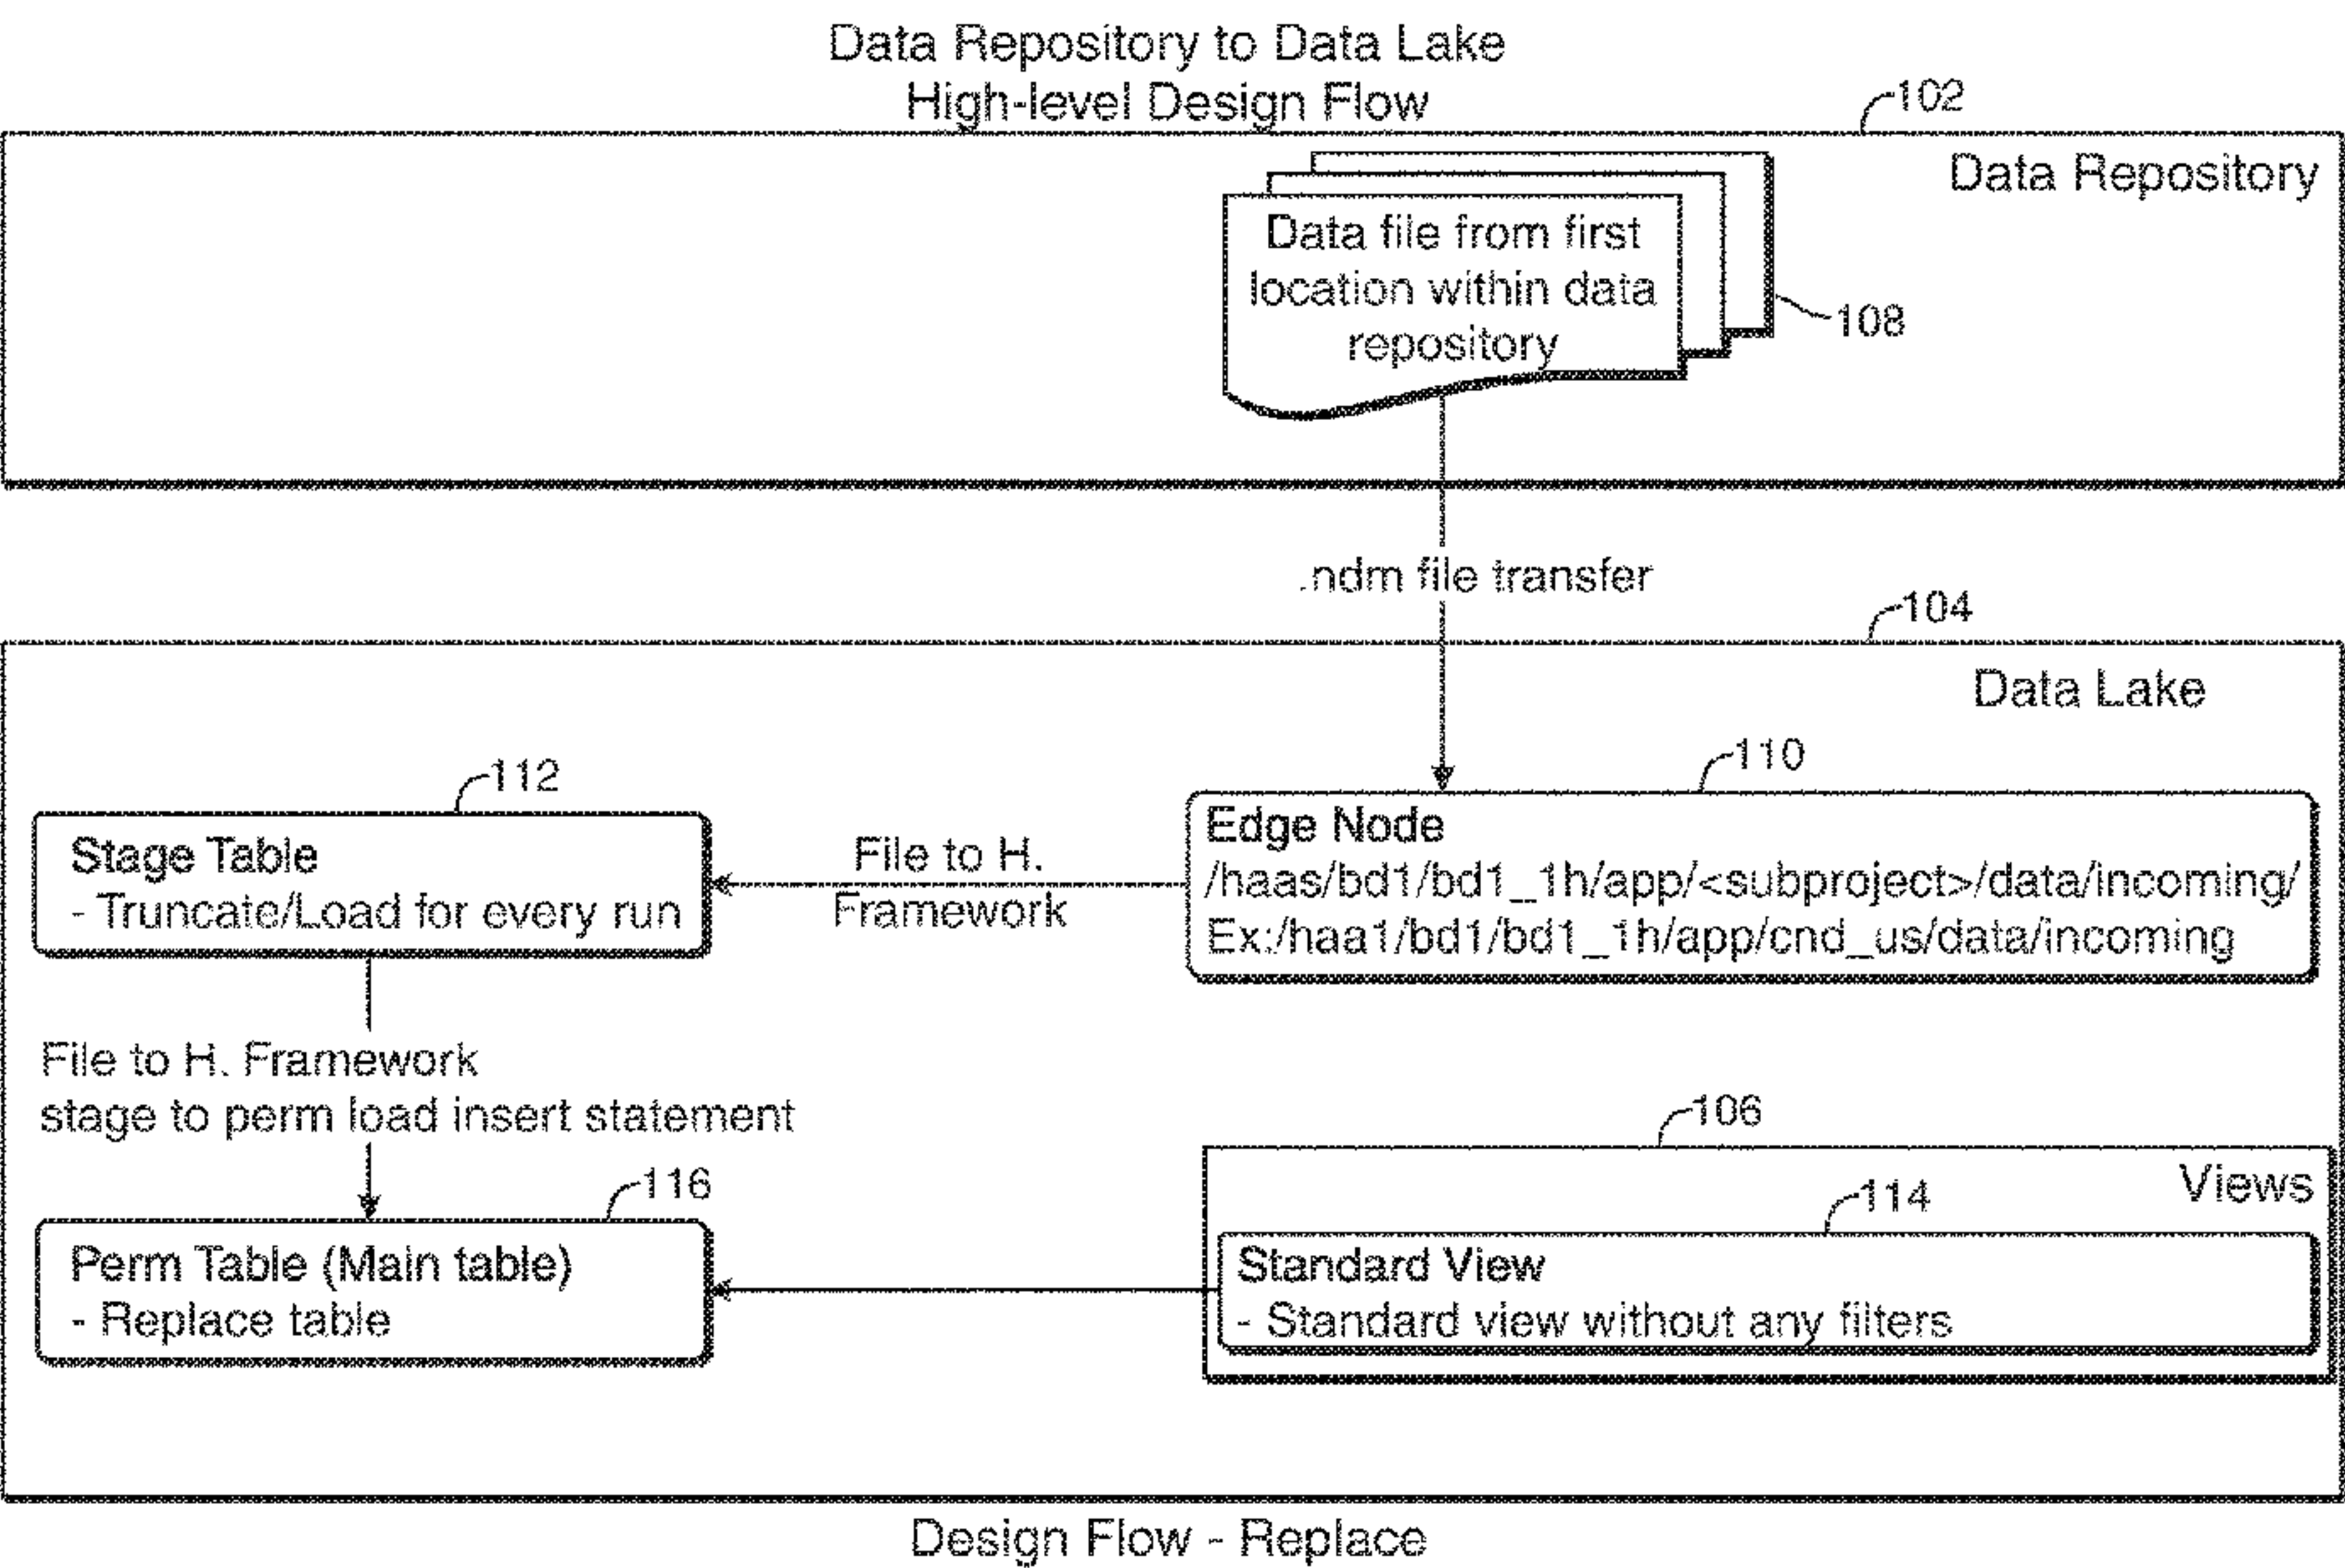 Data Repository to Data Lake
High-level Design Flow
102
Data Repository
Data file from first
location within data
repository
108
.ndm file transfer
104
Data Lake
112
Stage Table
- Truncate/Load for every run
File to H.
Framework
110
Edge Node
/haas/bd1/bd1_1h/app/<subproject>/data/incoming/
Ex:/haa1/bd1/bd1_1h/app/cnd_us/data/incoming
File to H. Framework
stage to perm load insert statement
106
Views
116
Perm Table (Main table)
- Replace table
114
Standard View
- Standard view without any filters
Design Flow - Replace